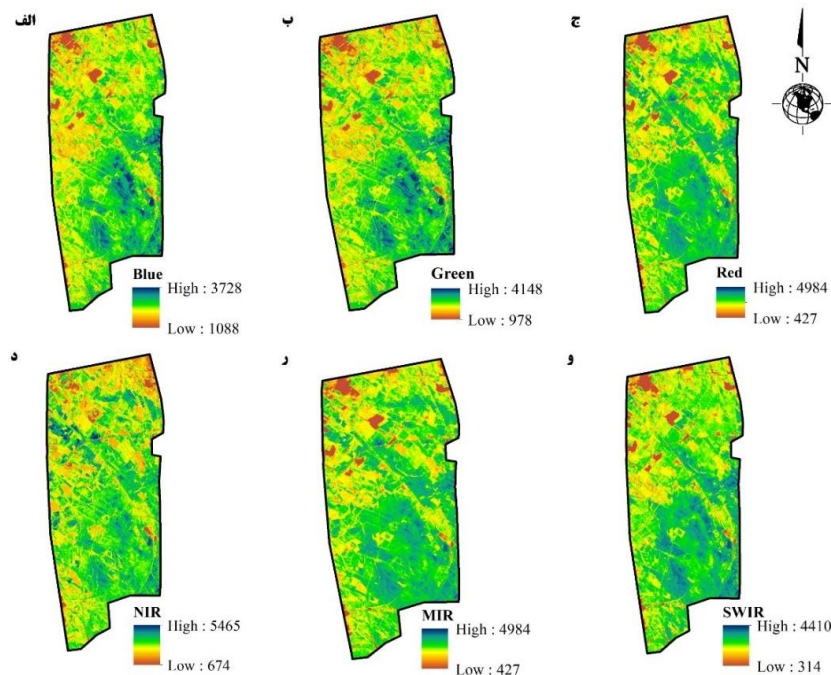 الف
ب
ج
N
Blue
High : 3728
Low : 1088
Green
High : 4148
Low : 978
Red
High : 4984
Low : 427
د
ر
و
NIR
High : 5465
Low : 674
MIR
High : 4984
Low : 427
SWIR
High : 4410
Low : 314